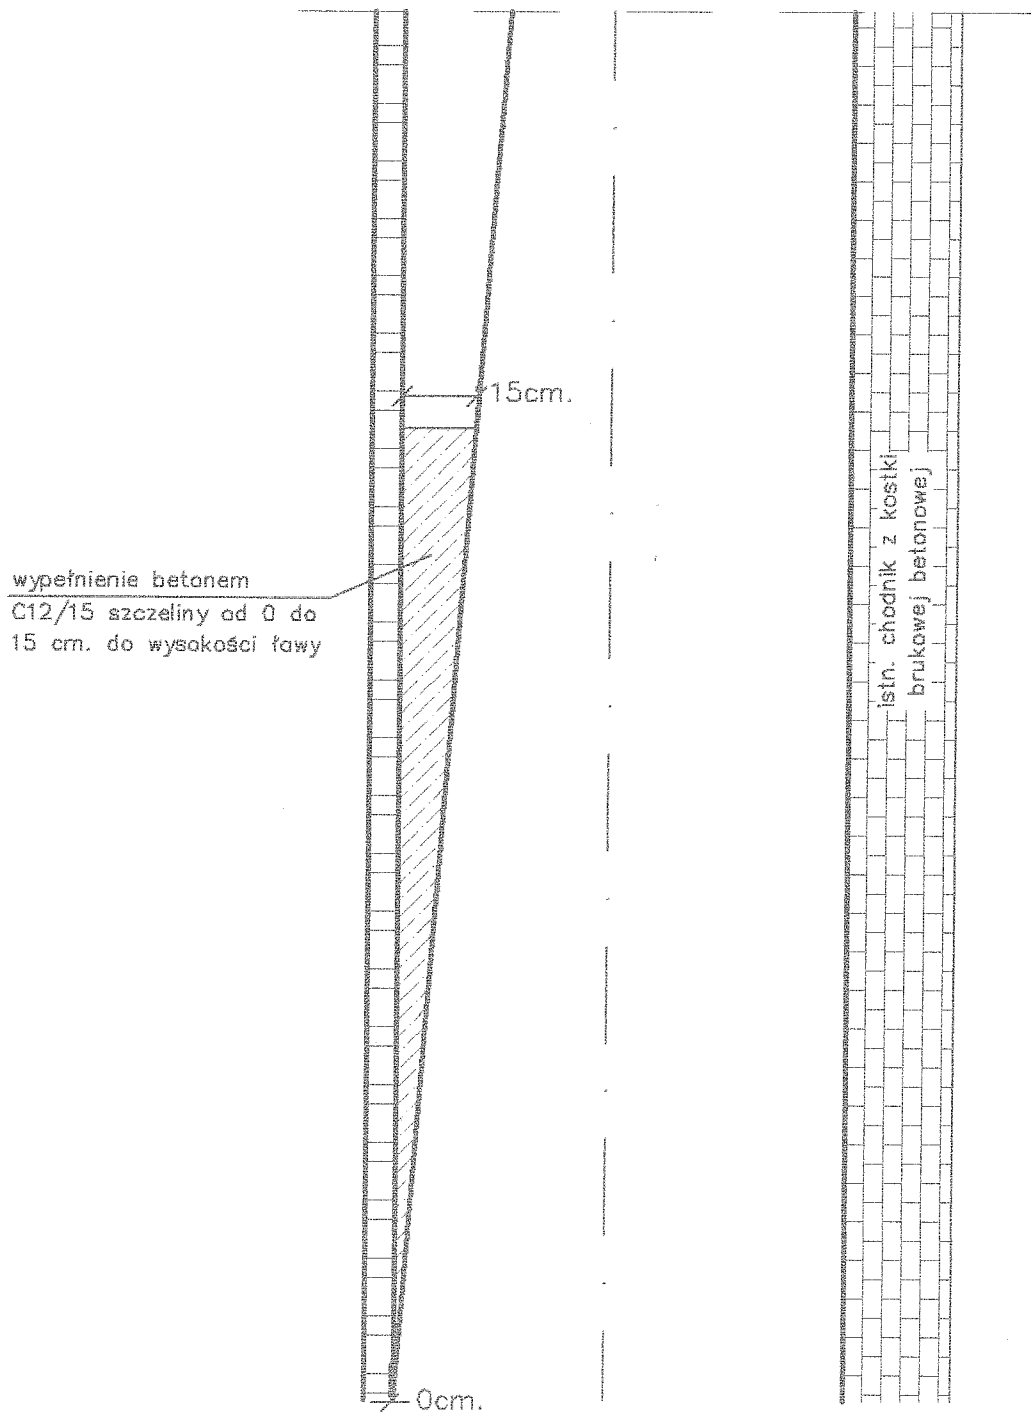 15cm.
wypełnienie betonem
C12/15 szczeliny od 0 do
15 cm. do wysokości ławy
istn. chodnik z kostki
brukowej betonowej
0cm.